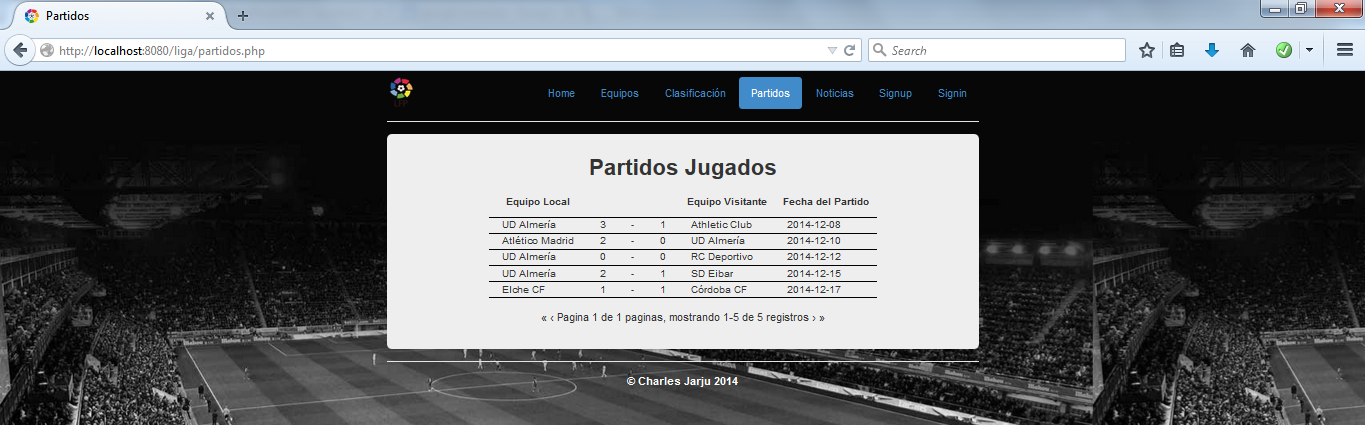 Partidos
http://localhost:8080/liga/partidos.php
Search
LFP
Home Equipos Clasificación Partidos Noticias Signup Signin
Partidos Jugados
Equipo Local Equipo Visitante Fecha del Partido
UD Almería 3 - 1 Athletic Club 2014-12-08
Atlético Madrid 2 - 0 UD Almería 2014-12-10
UD Almería 0 - 0 RC Deportivo 2014-12-12
UD Almería 2 - 1 SD Eibar 2014-12-15
Elche CF 1 - 1 Córdoba CF 2014-12-17
« ‹ Pagina 1 de 1 paginas, mostrando 1-5 de 5 registros › »
© Charles Jarju 2014